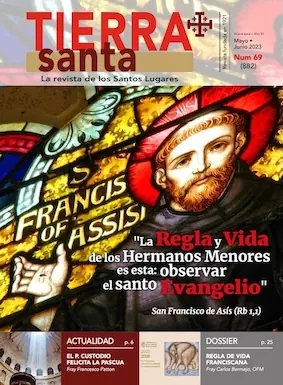 TIERRA
santa
La revista de los Santos Lugares
Mayo •
Junio 2023
Num 69
(882)
ST
FRANCIS
OF ASSISI
"La Regla y Vida
de los Hermanos Menores
es esta: observar
el santo Evangelio"
San Francisco de Asís (Rb 1,1)
ACTUALIDAD p. 6
EL P. CUSTODIO
FELICITA LA PASCUA
Fray Francesco Patton
DOSSIER p. 25
REGLA DE VIDA
FRANCISCANA
Fray Carlos Bermejo, OFM